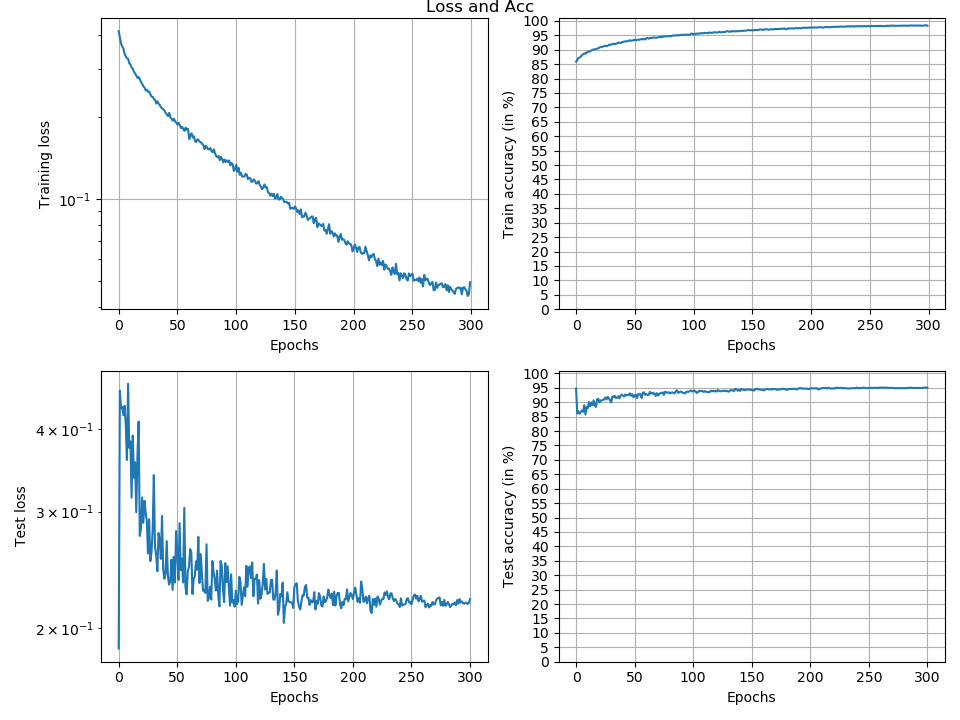 Loss and Acc
Training loss
10⁻¹
0 50 100 150 200 250 300
Epochs
Train accuracy (in %)
100
95
90
85
80
75
70
65
60
55
50
45
40
35
30
25
20
15
10
5
0
0 50 100 150 200 250 300
Epochs
Test loss
4 × 10⁻¹
3 × 10⁻¹
2 × 10⁻¹
0 50 100 150 200 250 300
Epochs
Test accuracy (in %)
100
95
90
85
80
75
70
65
60
55
50
45
40
35
30
25
20
15
10
5
0
0 50 100 150 200 250 300
Epochs